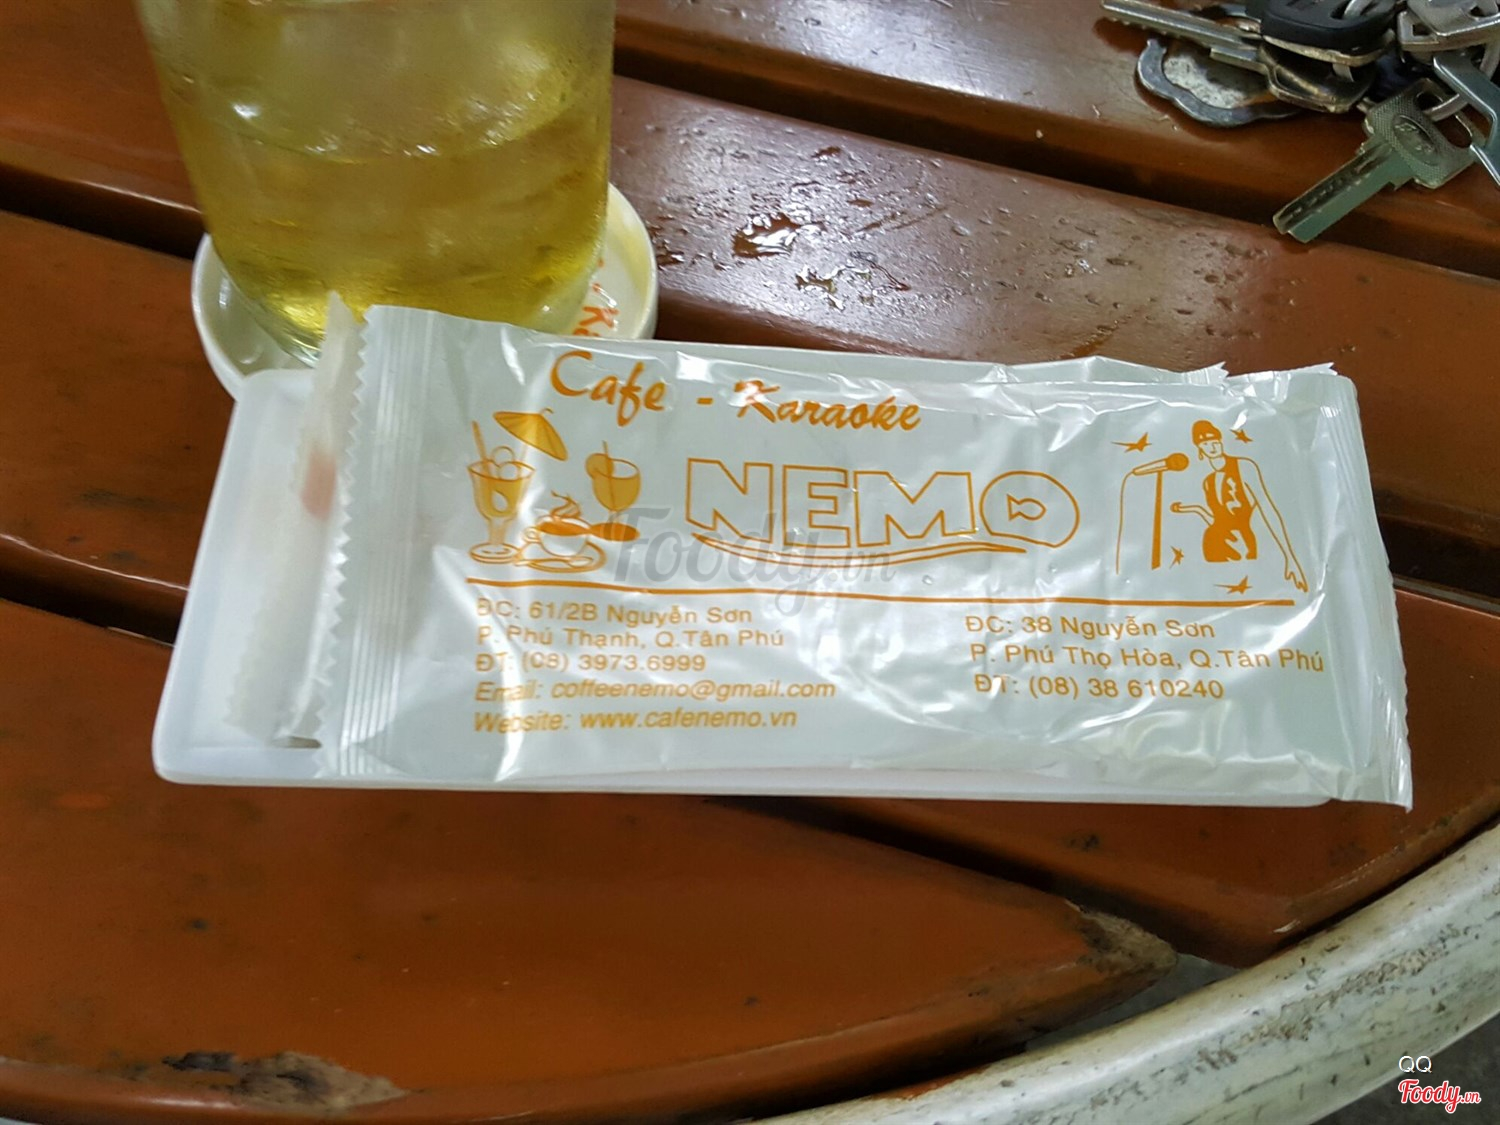 Cafe - Karaoke
NEMO
ĐC: 61/2B Nguyễn Sơn
P. Phú Thạnh, Q.Tân Phú
ĐT: (08) 3973.6999
Email: coffeenemo@gmail.com
Website: www.cafenemo.vn
ĐC: 38 Nguyễn Sơn
P. Phú Thọ Hòa, Q.Tân Phú
ĐT: (08) 38 610240
Foody.vn
QQ
Foody.vn